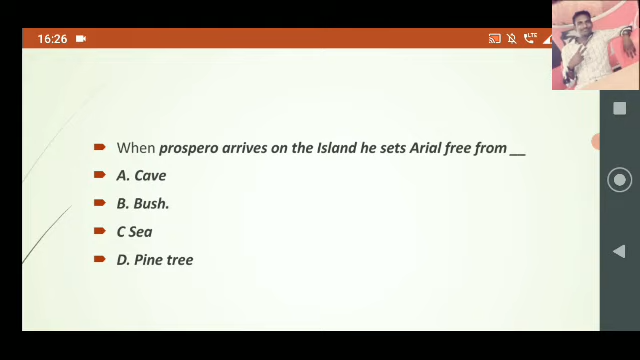 16:26
LTE
When prospero arrives on the Island he sets Arial free from __
A. Cave
B. Bush.
C Sea
D. Pine tree